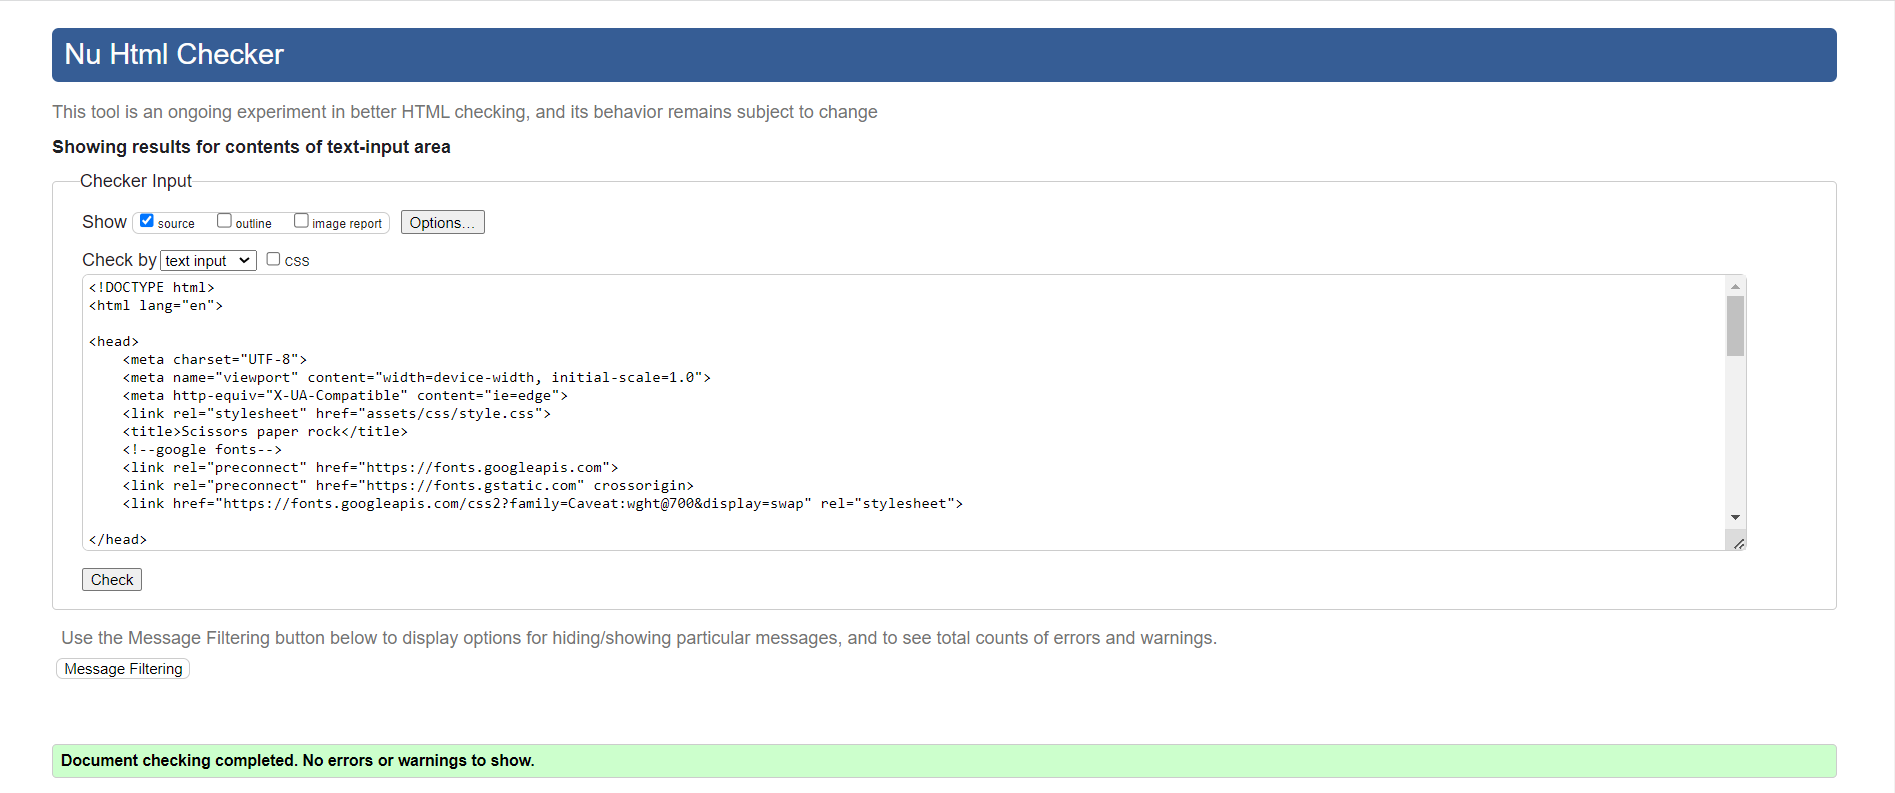 Nu Html Checker
This tool is an ongoing experiment in better HTML checking, and its behavior remains subject to change
Showing results for contents of text-input area
Checker Input
Show source outline image report Options...
Check by text input css
<!DOCTYPE html>
<html lang="en">
<head>
    <meta charset="UTF-8">
    <meta name="viewport" content="width=device-width, initial-scale=1.0">
    <meta http-equiv="X-UA-Compatible" content="ie=edge">
    <link rel="stylesheet" href="assets/css/style.css">
    <title>Scissors paper rock</title>
    <!--google fonts-->
    <link rel="preconnect" href="https://fonts.googleapis.com">
    <link rel="preconnect" href="https://fonts.gstatic.com" crossorigin>
    <link href="https://fonts.googleapis.com/css2?family=Caveat:wght@700&display=swap" rel="stylesheet">
</head>
Check
Use the Message Filtering button below to display options for hiding/showing particular messages, and to see total counts of errors and warnings.
Message Filtering
Document checking completed. No errors or warnings to show.